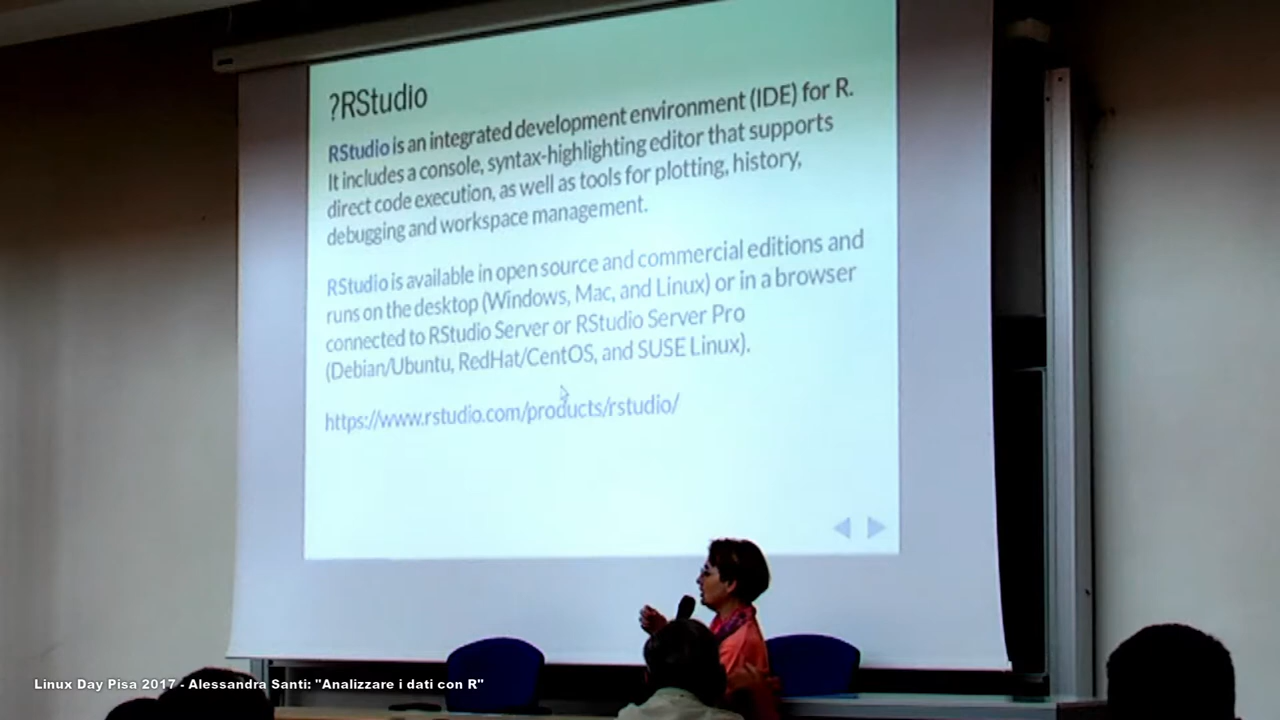 ?RStudio
RStudio is an integrated development environment (IDE) for R.
It includes a console, syntax-highlighting editor that supports
direct code execution, as well as tools for plotting, history,
debugging and workspace management.
RStudio is available in open source and commercial editions and
runs on the desktop (Windows, Mac, and Linux) or in a browser
connected to RStudio Server or RStudio Server Pro
(Debian/Ubuntu, RedHat/CentOS, and SUSE Linux).
https://www.rstudio.com/products/rstudio/
Linux Day Pisa 2017 - Alessandra Santi: "Analizzare i dati con R"